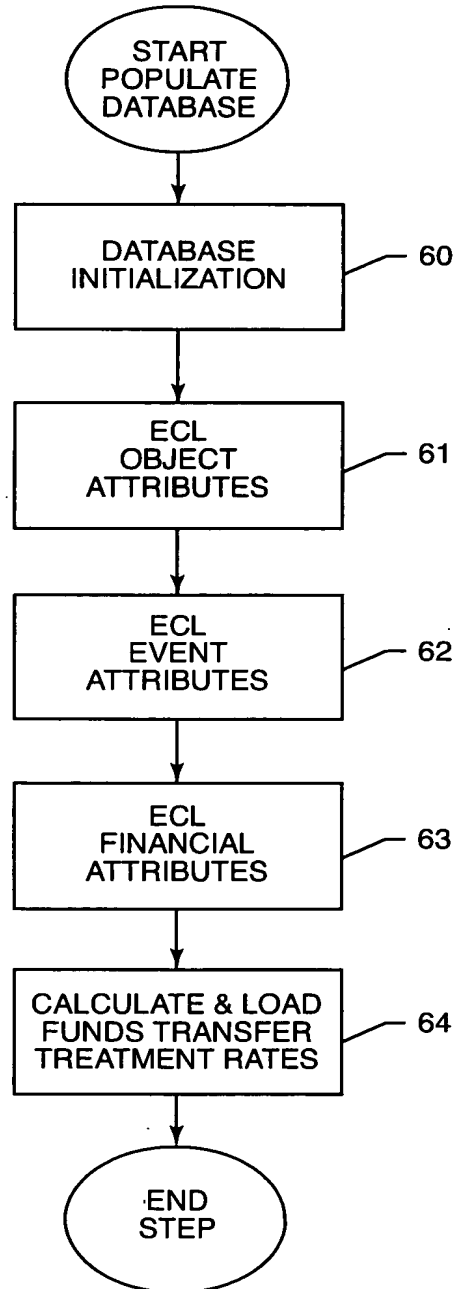 START
POPULATE
DATABASE
DATABASE
INITIALIZATION
60
ECL
OBJECT
ATTRIBUTES
61
ECL
EVENT
ATTRIBUTES
62
ECL
FINANCIAL
ATTRIBUTES
63
CALCULATE & LOAD
FUNDS TRANSFER
TREATMENT RATES
64
END
STEP